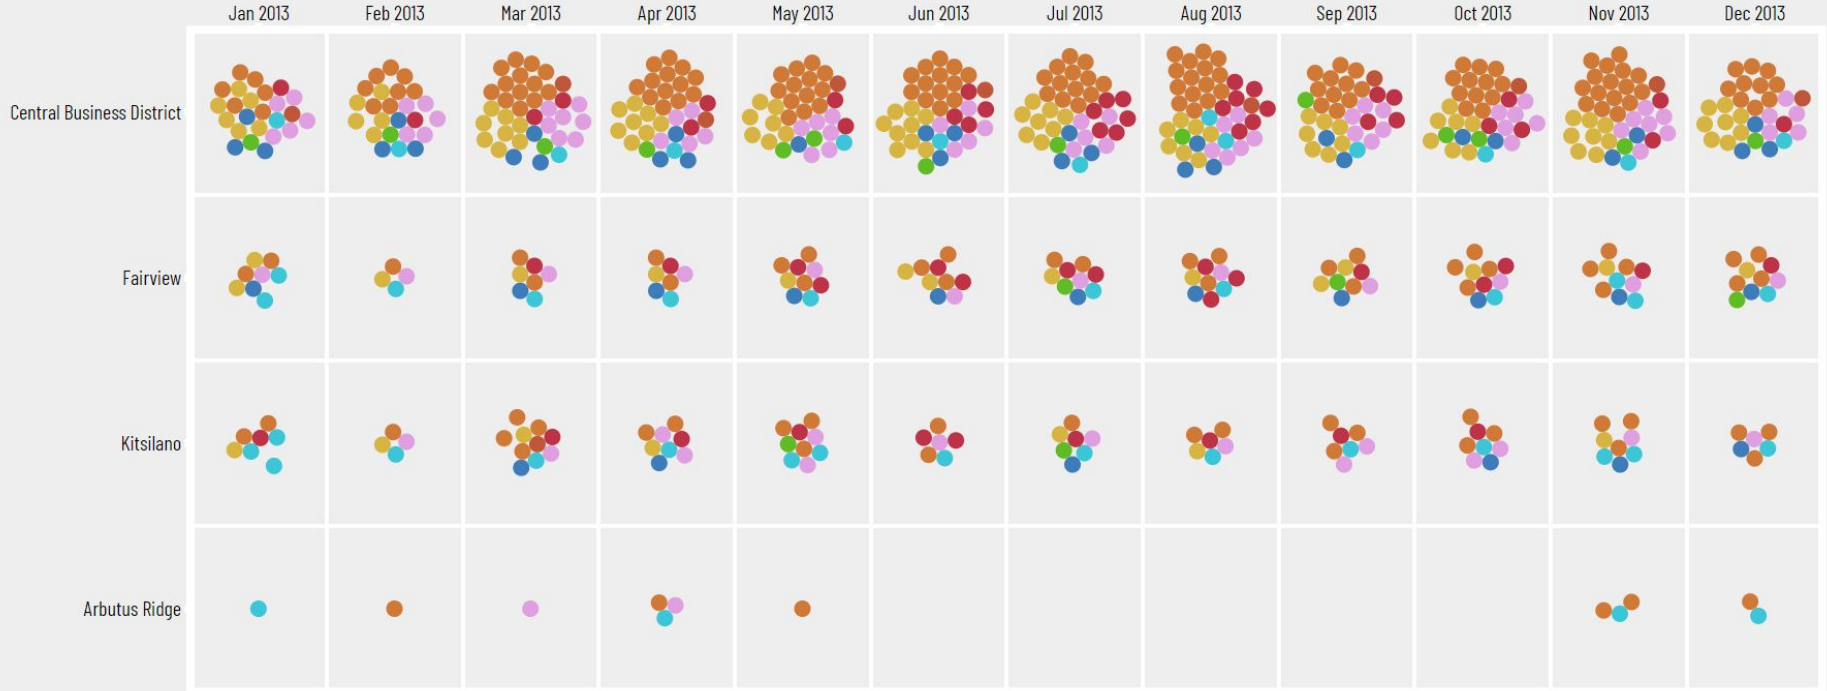 Jan 2013 Feb 2013 Mar 2013 Apr 2013 May 2013 Jun 2013 Jul 2013 Aug 2013 Sep 2013 Oct 2013 Nov 2013 Dec 2013
Central Business District
Fairview
Kitsilano
Arbutus Ridge